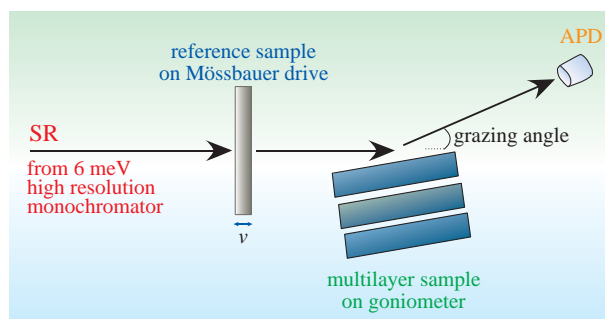 APD
reference sample
on Mössbauer drive
SR
from 6 meV
high resolution
monochromator
grazing angle
v
multilayer sample
on goniometer